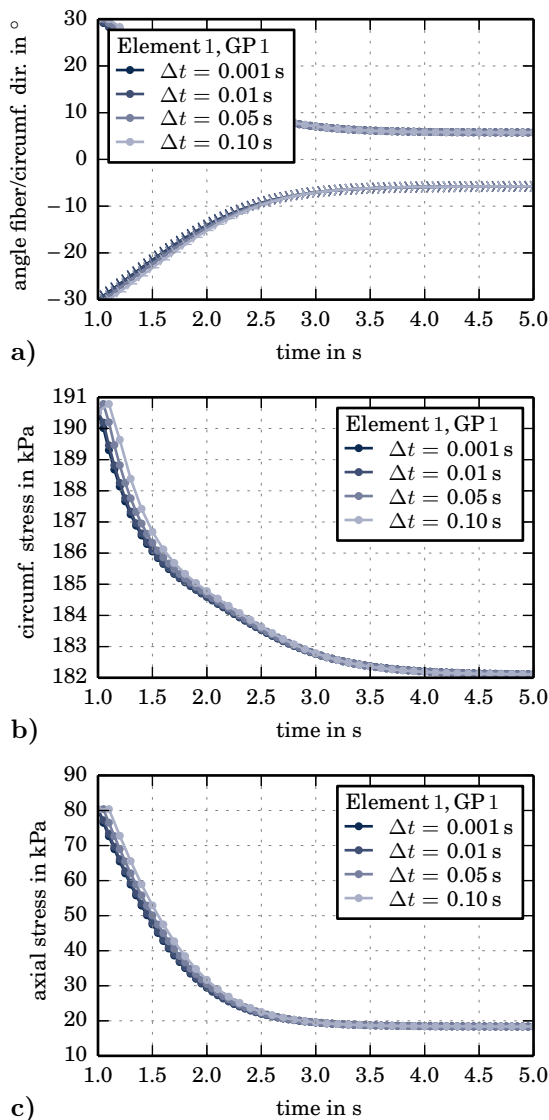 angle fiber/circumf. dir. in °
30
20
10
0
−10
−20
−30
Element 1, GP 1
Δt = 0.001 s
Δt = 0.01 s
Δt = 0.05 s
Δt = 0.10 s
1.0 1.5 2.0 2.5 3.0 3.5 4.0 4.5 5.0
time in s
a)
circumf. stress in kPa
191
190
189
188
187
186
185
184
183
182
Element 1, GP 1
Δt = 0.001 s
Δt = 0.01 s
Δt = 0.05 s
Δt = 0.10 s
1.0 1.5 2.0 2.5 3.0 3.5 4.0 4.5 5.0
time in s
b)
axial stress in kPa
90
80
70
60
50
40
30
20
10
Element 1, GP 1
Δt = 0.001 s
Δt = 0.01 s
Δt = 0.05 s
Δt = 0.10 s
1.0 1.5 2.0 2.5 3.0 3.5 4.0 4.5 5.0
time in s
c)